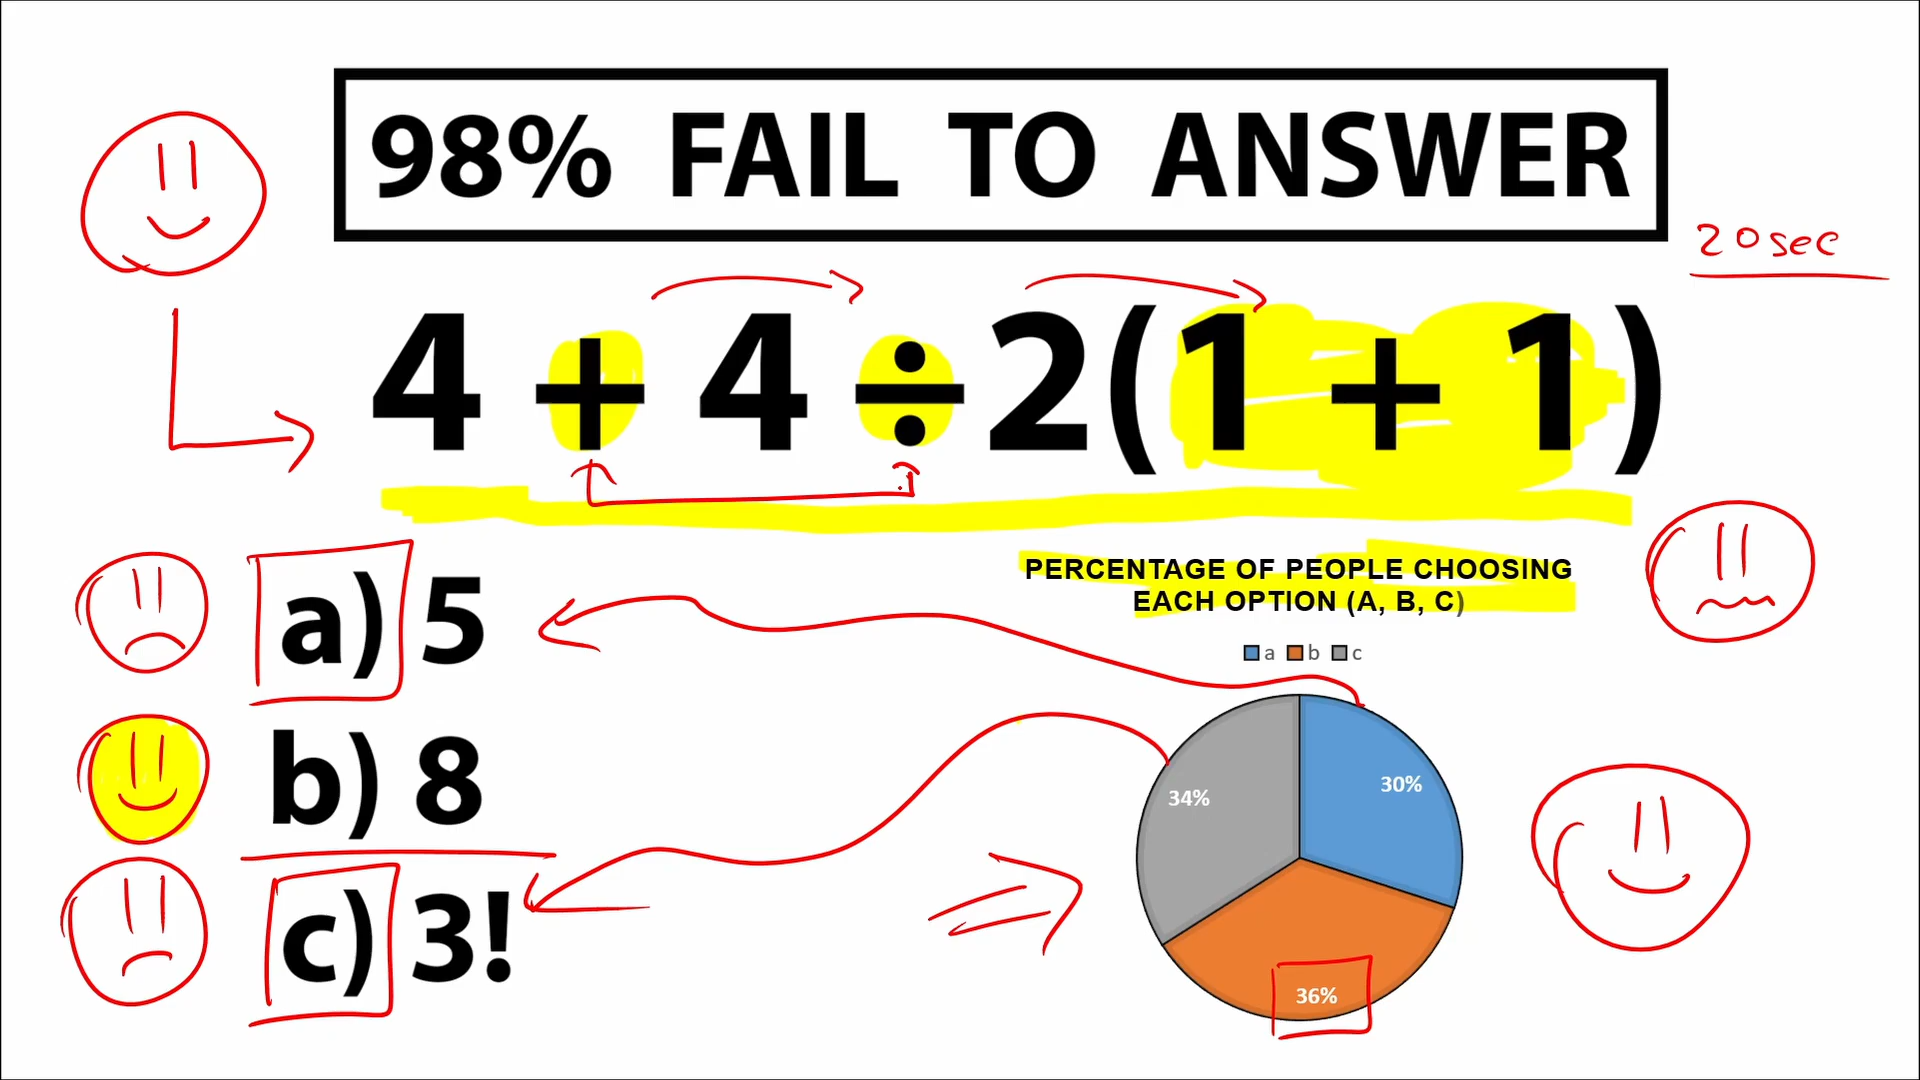 98% FAIL TO ANSWER
20sec
4 + 4 ÷ 2(1 + 1)
PERCENTAGE OF PEOPLE CHOOSING
EACH OPTION (A, B, C)
a) 5
a b c
b) 8
30%
34%
c) 3!
36%